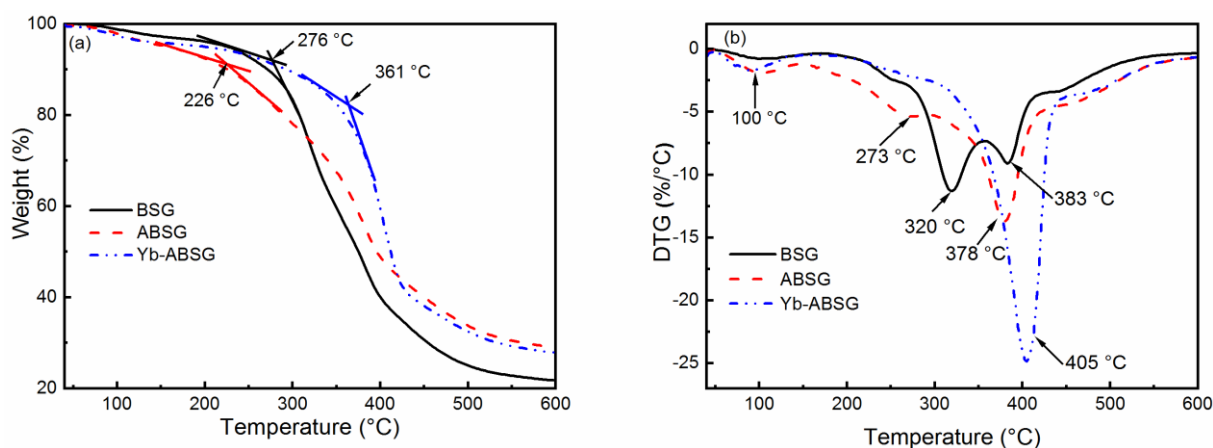 (a)
276 °C
361 °C
226 °C
BSG
ABSG
Yb-ABSG
100
80
60
40
20
Weight (%)
100 200 300 400 500 600
Temperature (°C)
(b)
100 °C
273 °C
320 °C
383 °C
378 °C
405 °C
BSG
ABSG
Yb-ABSG
0
-5
-10
-15
-20
-25
DTG (%/°C)
100 200 300 400 500 600
Temperature (°C)